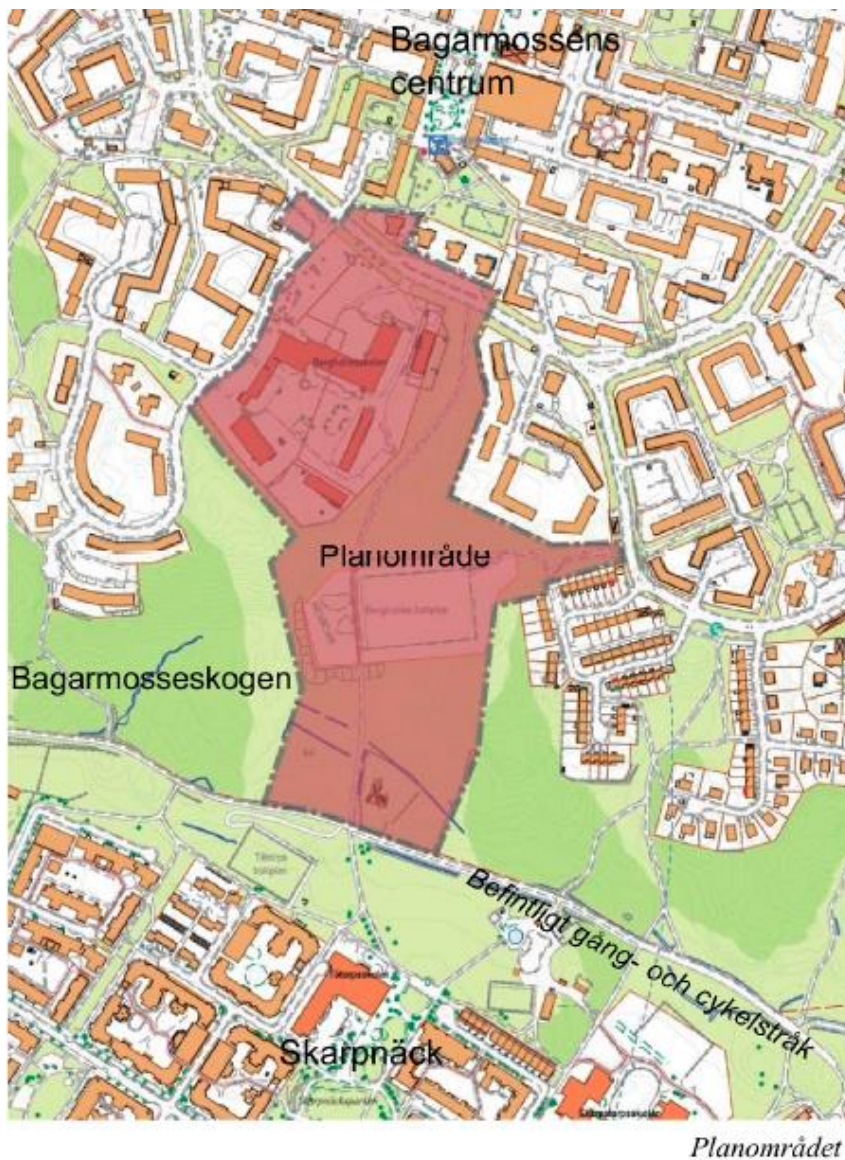 Bagarmossens
centrum
Planområde
Bagarmosseskogen
Befintligt gång- och cykelstråk
Skarpnäck
Planområdet